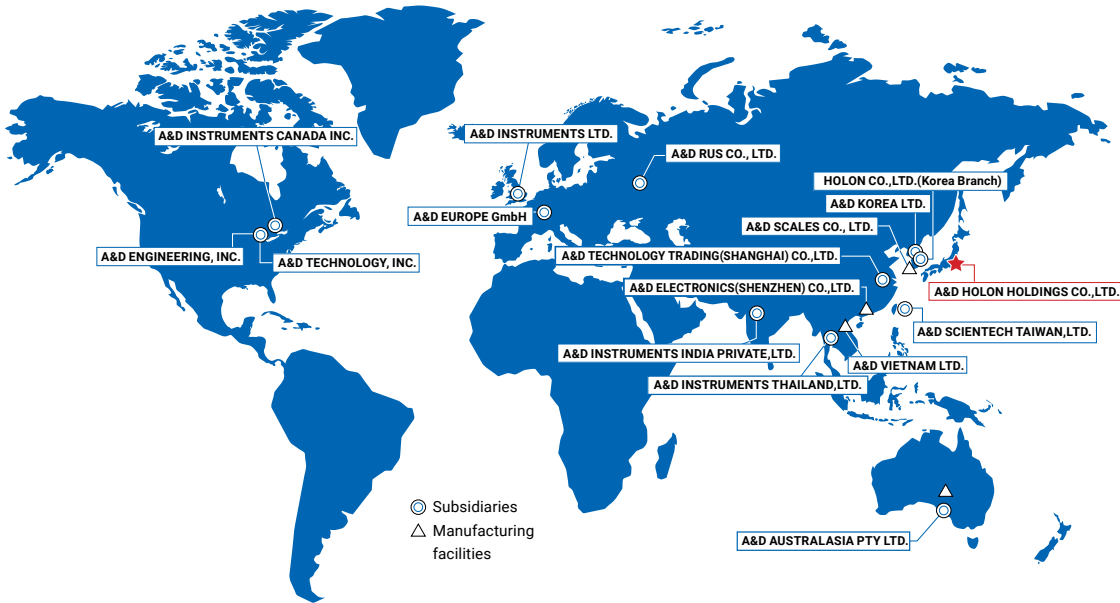 A&D INSTRUMENTS CANADA INC.
A&D INSTRUMENTS LTD.
A&D RUS CO., LTD.
HOLON CO.,LTD.(Korea Branch)
A&D KOREA LTD.
A&D EUROPE GmbH
A&D SCALES CO., LTD.
A&D ENGINEERING, INC.
A&D TECHNOLOGY, INC.
A&D TECHNOLOGY TRADING(SHANGHAI) CO.,LTD.
A&D ELECTRONICS(SHENZHEN) CO.,LTD.
A&D HOLON HOLDINGS CO.,LTD.
A&D SCIENTECH TAIWAN,LTD.
A&D INSTRUMENTS INDIA PRIVATE,LTD.
A&D VIETNAM LTD.
A&D INSTRUMENTS THAILAND,LTD.
Subsidiaries
Manufacturing
facilities
A&D AUSTRALASIA PTY LTD.